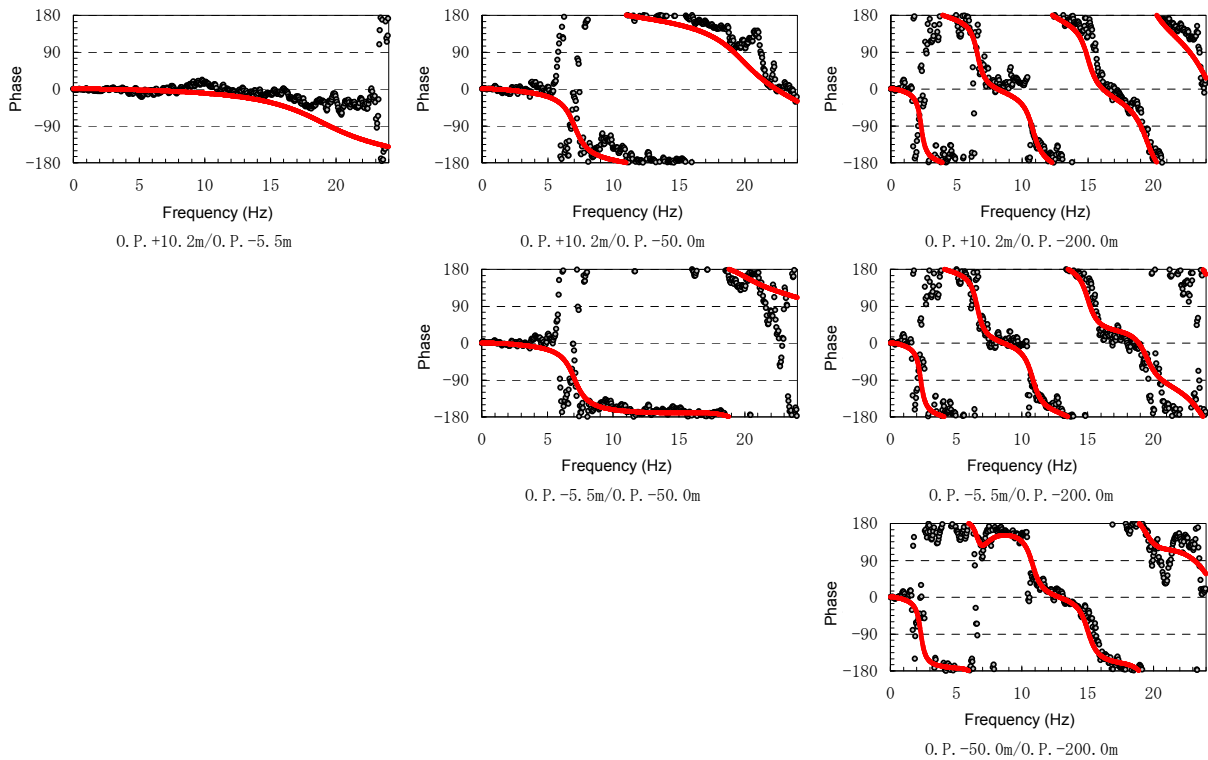 180
90
0
-90
-180
Phase
0 5 10 15 20
Frequency (Hz)
O.P.+10.2m/O.P.-5.5m
180
90
0
-90
-180
Phase
0 5 10 15 20
Frequency (Hz)
O.P.+10.2m/O.P.-50.0m
180
90
0
-90
-180
Phase
0 5 10 15 20
Frequency (Hz)
O.P.+10.2m/O.P.-200.0m
180
90
0
-90
-180
Phase
0 5 10 15 20
Frequency (Hz)
O.P.-5.5m/O.P.-50.0m
180
90
0
-90
-180
Phase
0 5 10 15 20
Frequency (Hz)
O.P.-5.5m/O.P.-200.0m
180
90
0
-90
-180
Phase
0 5 10 15 20
Frequency (Hz)
O.P.-50.0m/O.P.-200.0m